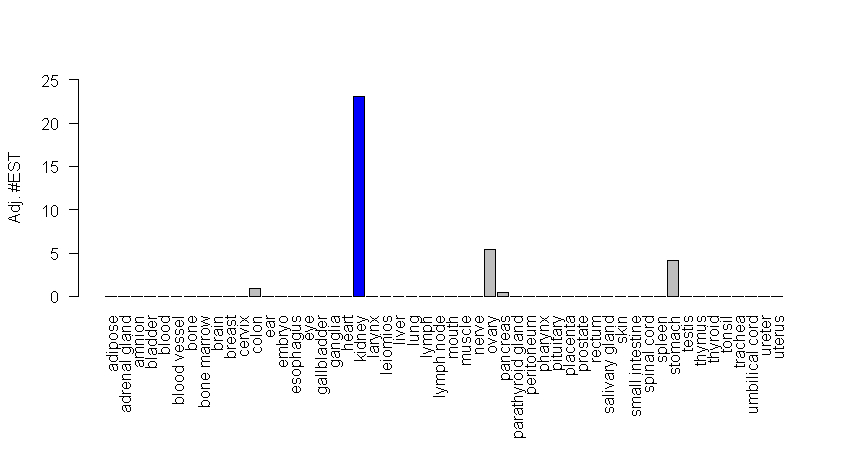 Adj. #EST
25
20
15
10
5
0
adipose
adrenal gland
amnion
bladder
blood
blood vessel
bone
bone marrow
brain
breast
cervix
colon
ear
embryo
esophagus
eye
gallbladder
ganglia
heart
kidney
larynx
leiomios
liver
lung
lymph
lymph node
mouth
muscle
nerve
ovary
pancreas
parathyroid gland
peritoneum
pharynx
pituitary
placenta
prostate
rectum
salivary gland
skin
small intestine
spinal cord
spleen
stomach
testis
thymus
thyroid
tonsil
trachea
umbilical cord
ureter
uterus